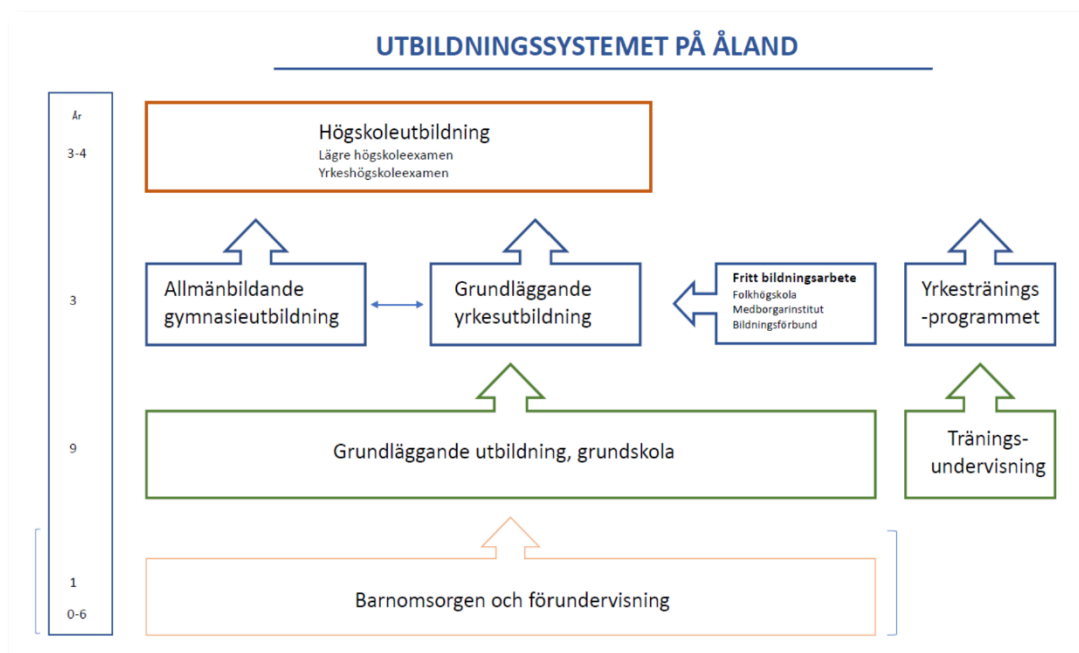 UTBILDNINGSSYSTEMET PÅ ÅLAND
År
3-4
Högskoleutbildning
Lägre högskoleexamen
Yrkeshögskoleexamen
3
Allmänbildande
gymnasieutbildning
Grundläggande
yrkesutbildning
Fritt bildningsarbete
Folkhögskola
Medborgarinstitut
Bildningsförbund
Yrkestränings
-programmet
9
Grundläggande utbildning, grundskola
Tränings-
undervisning
1
0-6
Barnomsorgen och förundervisning